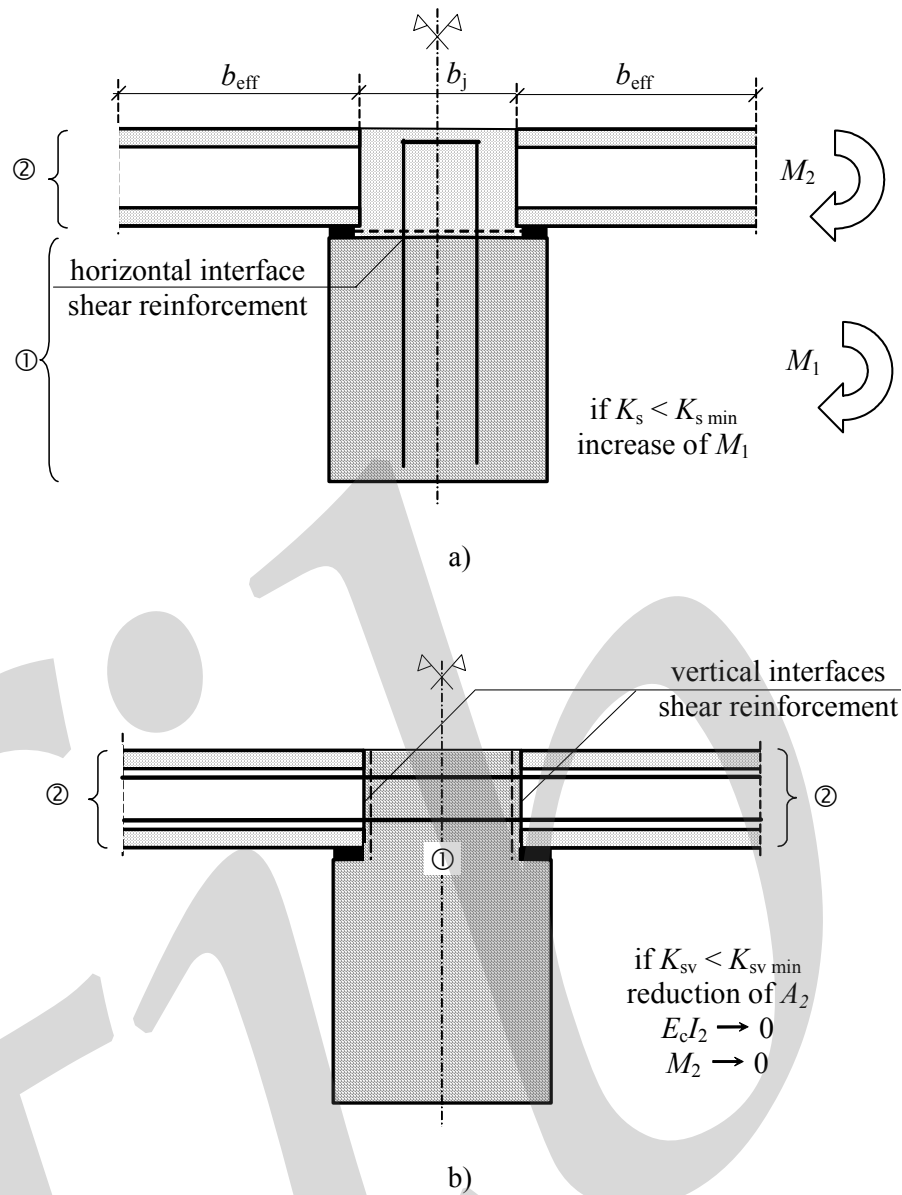 b_eff b_j b_eff
②
M_2
horizontal interface
shear reinforcement
①
M_1
if K_s < K_s min
increase of M_1
a)
vertical interfaces
shear reinforcement
② ②
①
if K_sv < K_sv min
reduction of A_2
E_cI_2 → 0
M_2 → 0
b)
fib